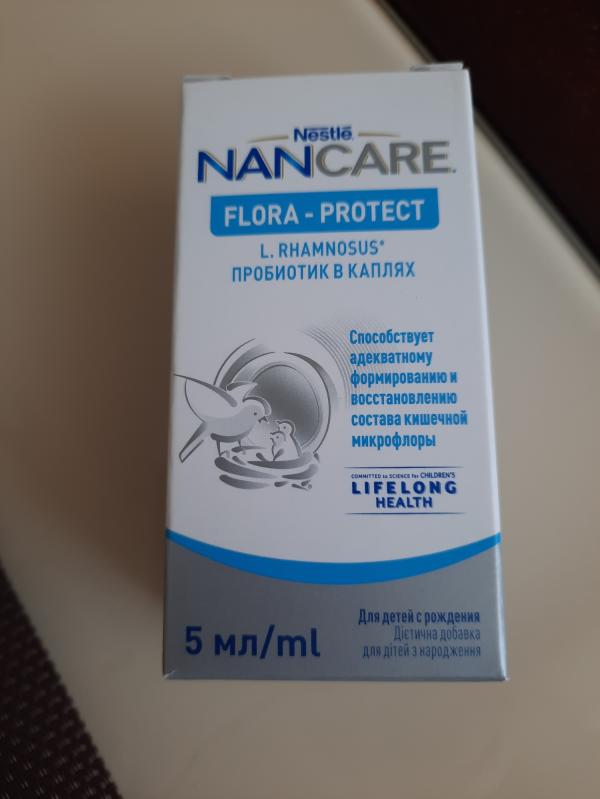 Nestlé
NANCARE
FLORA - PROTECT
L. RHAMNOSUS*
ПРОБИОТИК В КАПЛЯХ
Способствует
адекватному
формированию и
восстановлению
состава кишечной
микрофлоры
COMMITTED to SCIENCE for CHILDREN'S
LIFELONG
HEALTH
Для детей с рождения
Дієтична добавка
для дітей з народження
5 мл/ml